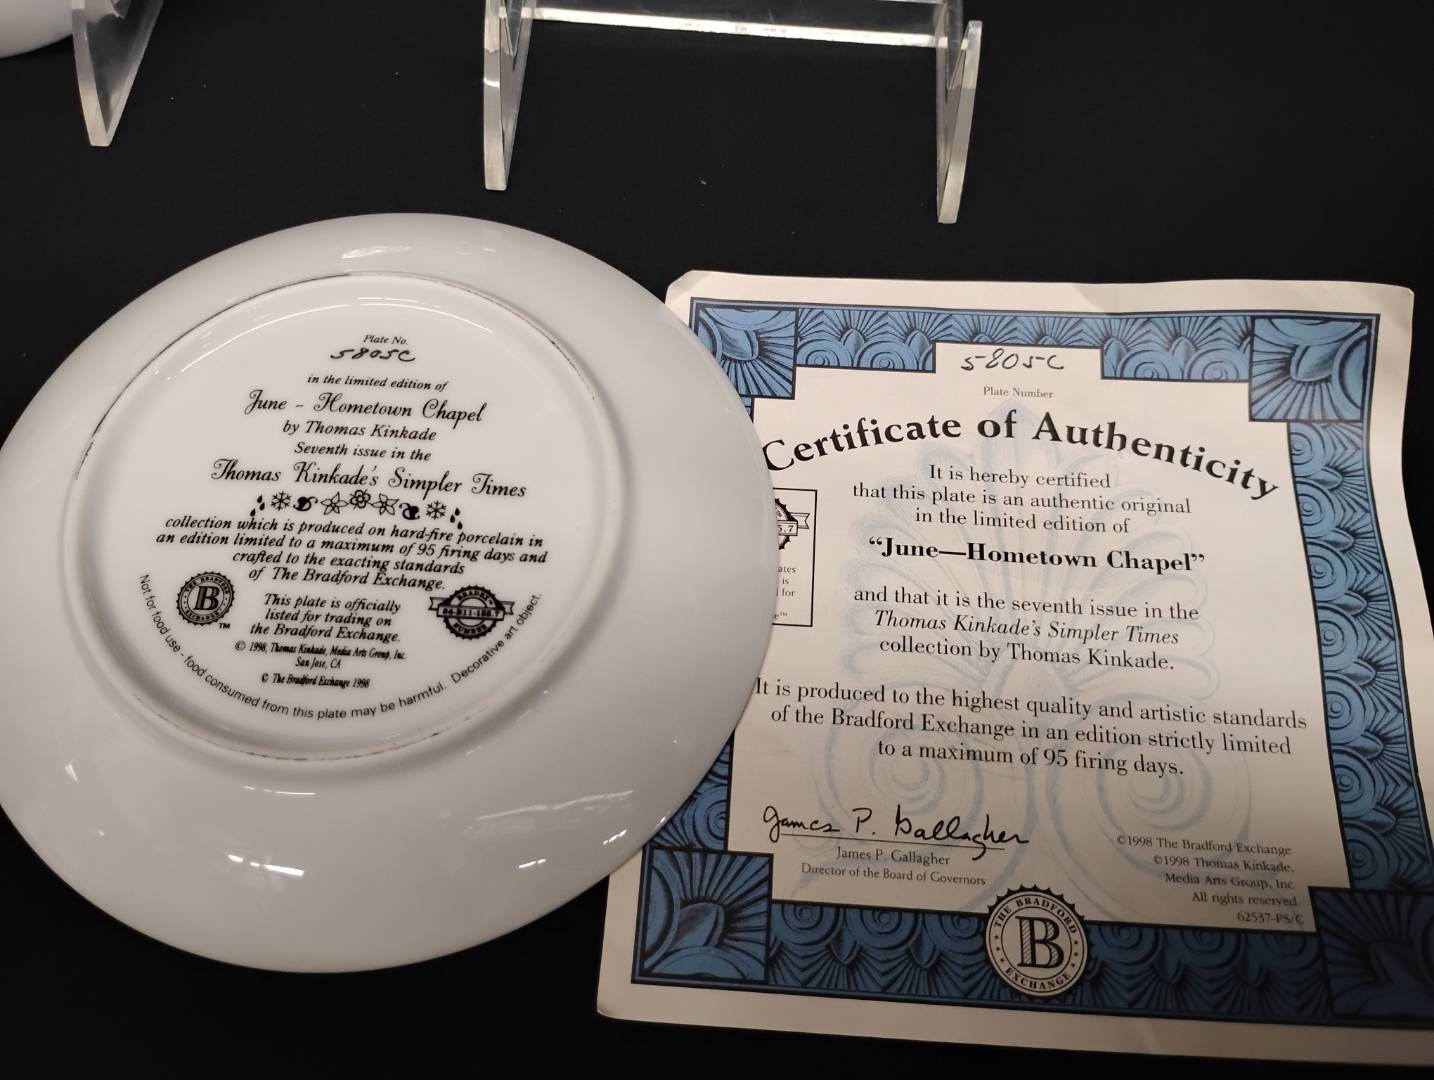 Plate No.
5805C
in the limited edition of
June - Hometown Chapel
by Thomas Kinkade
Seventh issue in the
Thomas Kinkade's Simpler Times
collection which is produced on hard-fire porcelain in
an edition limited to a maximum of 95 firing days and
crafted to the exacting standards
of The Bradford Exchange.
THE BRADFORD
B
EXCHANGE
TM
This plate is officially
listed for trading on
the Bradford Exchange.
BRADEX
NUMBER
© 1998, Thomas Kinkade, Media Arts Group, Inc.
San Jose, CA
© The Bradford Exchange 1998
Not for food use - food consumed from this plate may be harmful. Decorative art object.
5805C
Plate Number
Certificate of Authenticity
It is hereby certified
that this plate is an authentic original
in the limited edition of
“June—Hometown Chapel”
and that it is the seventh issue in the
Thomas Kinkade's Simpler Times
collection by Thomas Kinkade.
It is produced to the highest quality and artistic standards
of the Bradford Exchange in an edition strictly limited
to a maximum of 95 firing days.
James P. Gallagher
James P. Gallagher
Director of the Board of Governors
©1998 The Bradford Exchange
©1998 Thomas Kinkade,
Media Arts Group, Inc.
All rights reserved.
62537-PS/C
THE BRADFORD
B
EXCHANGE